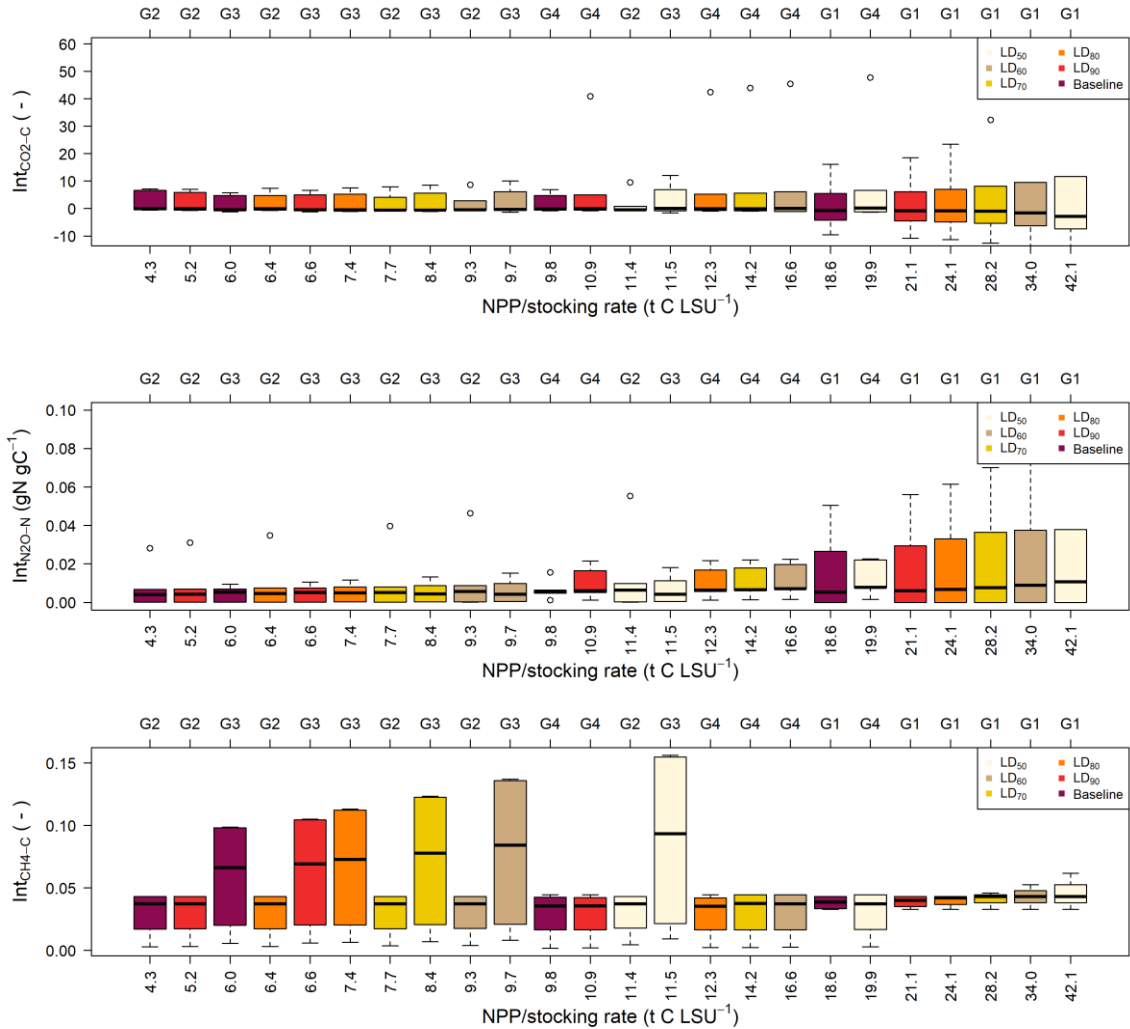 G2 G2 G3 G2 G3 G3 G2 G3 G2 G3 G4 G4 G2 G3 G4 G4 G4 G1 G4 G1 G1 G1 G1 G1
60
50
40
30
20
10
0
-10
Int_CO2−C ( - )
LD50 LD80
LD60 LD90
LD70 Baseline
4.3 5.2 6.0 6.4 6.6 7.4 7.7 8.4 9.3 9.7 9.8 10.9 11.4 11.5 12.3 14.2 16.6 18.6 19.9 21.1 24.1 28.2 34.0 42.1
NPP/stocking rate (t C LSU⁻¹)
G2 G2 G3 G2 G3 G3 G2 G3 G2 G3 G4 G4 G2 G3 G4 G4 G4 G1 G4 G1 G1 G1 G1 G1
0.10
0.08
0.06
0.04
0.02
0.00
Int_N2O−N (gN gC⁻¹)
LD50 LD80
LD60 LD90
LD70 Baseline
4.3 5.2 6.0 6.4 6.6 7.4 7.7 8.4 9.3 9.7 9.8 10.9 11.4 11.5 12.3 14.2 16.6 18.6 19.9 21.1 24.1 28.2 34.0 42.1
NPP/stocking rate (t C LSU⁻¹)
G2 G2 G3 G2 G3 G3 G2 G3 G2 G3 G4 G4 G2 G3 G4 G4 G4 G1 G4 G1 G1 G1 G1 G1
0.15
0.10
0.05
0.00
Int_CH4−C ( - )
LD50 LD80
LD60 LD90
LD70 Baseline
4.3 5.2 6.0 6.4 6.6 7.4 7.7 8.4 9.3 9.7 9.8 10.9 11.4 11.5 12.3 14.2 16.6 18.6 19.9 21.1 24.1 28.2 34.0 42.1
NPP/stocking rate (t C LSU⁻¹)